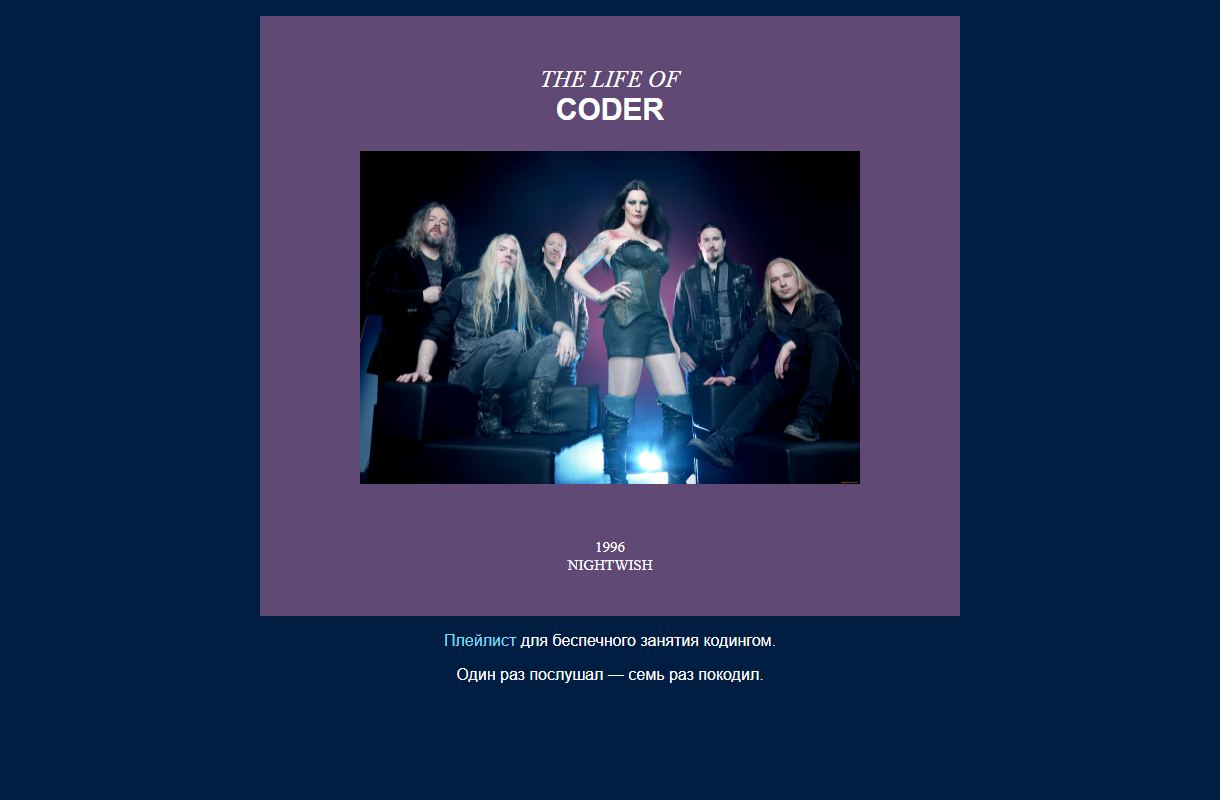 THE LIFE OF
CODER
1996
NIGHTWISH
Плейлист для беспечного занятия кодингом.
Один раз послушал — семь раз покодил.